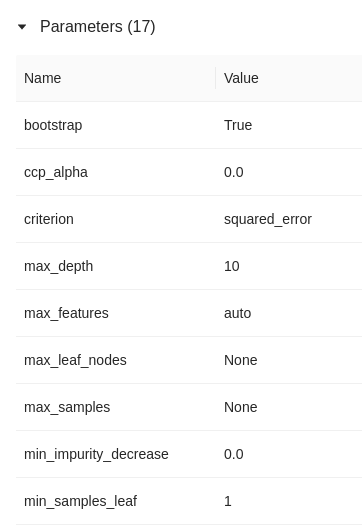 Parameters (17)
Name Value
bootstrap True
ccp_alpha 0.0
criterion squared_error
max_depth 10
max_features auto
max_leaf_nodes None
max_samples None
min_impurity_decrease 0.0
min_samples_leaf 1